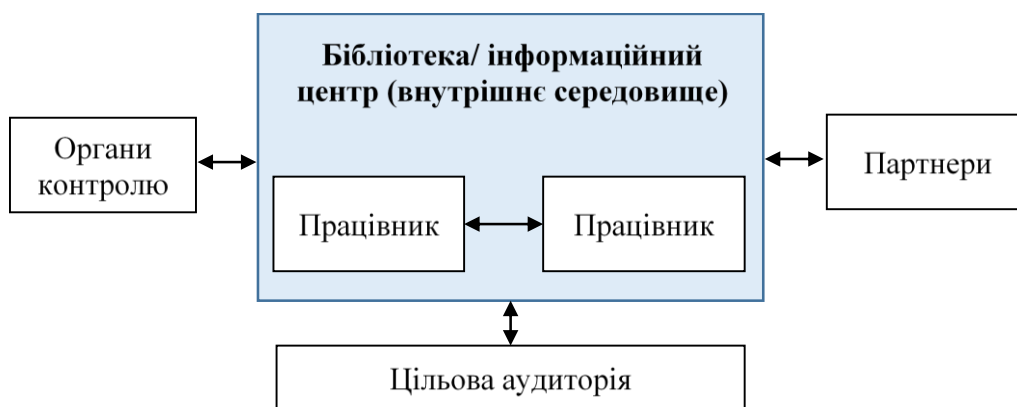 Бібліотека/ інформаційний
центр (внутрішнє середовище)
Органи
контролю
Партнери
Працівник
Працівник
Цільова аудиторія